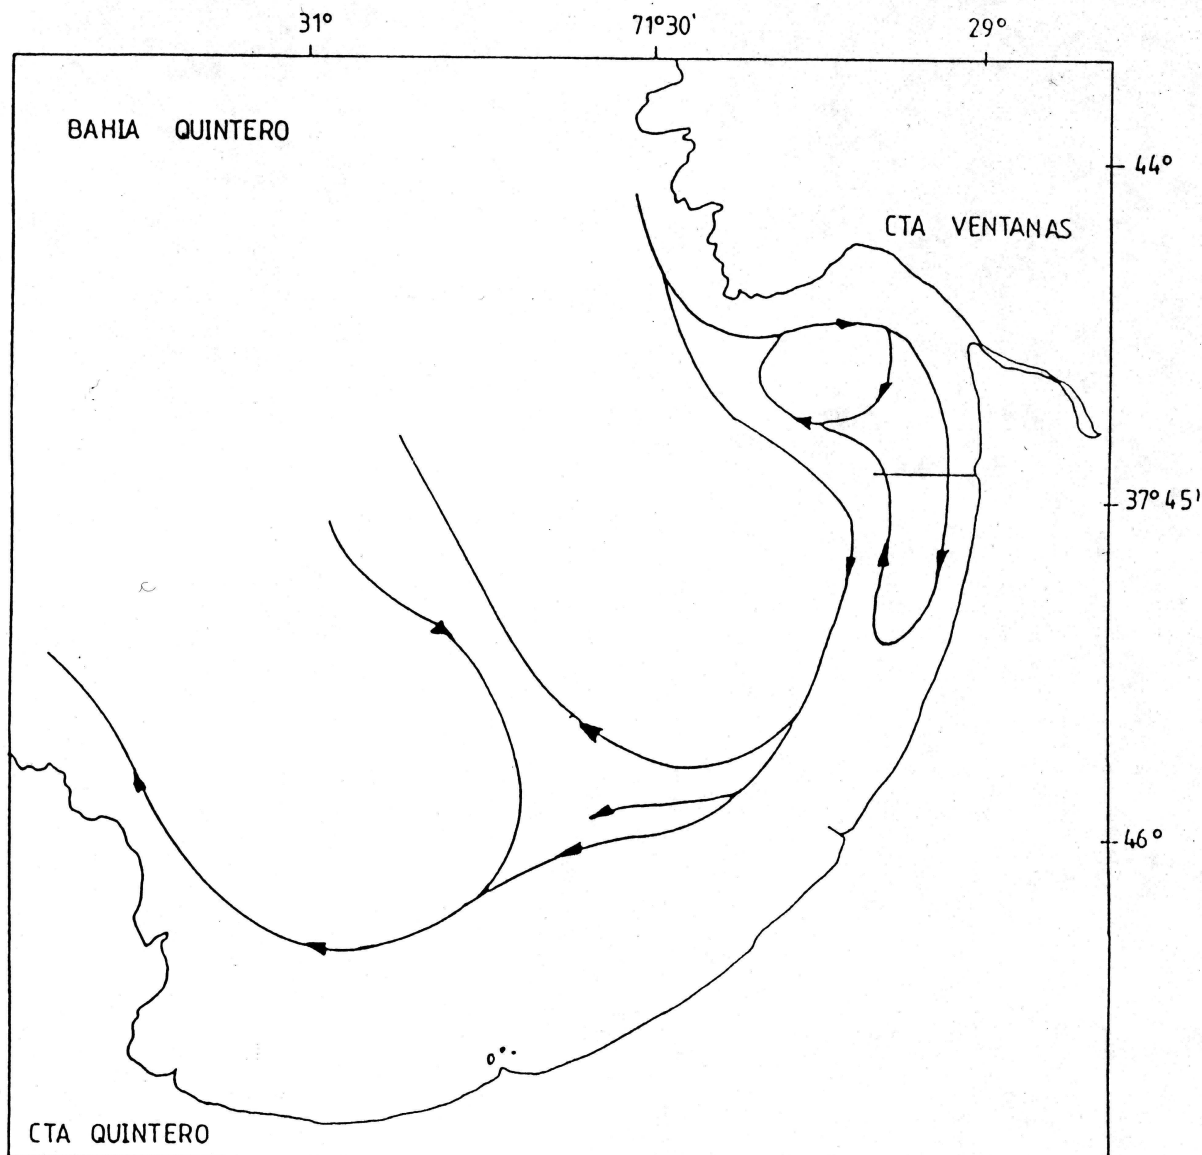 31° 71°30' 29°
BAHIA QUINTERO
44°
CTA VENTANAS
37°45'
46°
CTA QUINTERO